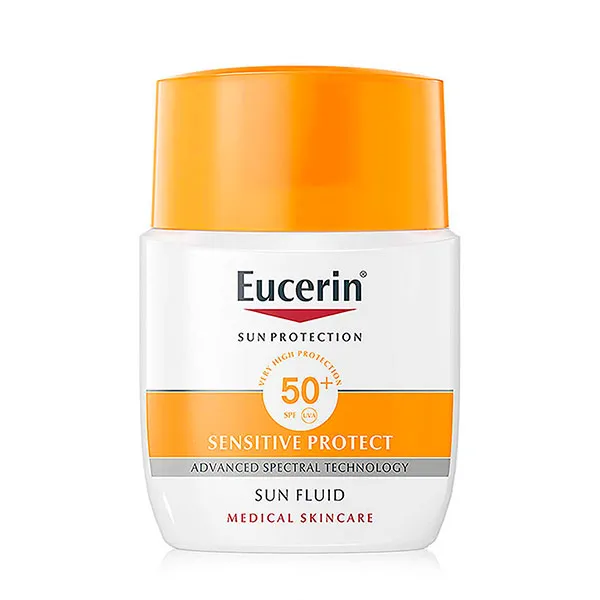 Eucerin®
SUN PROTECTION
VERY HIGH PROTECTION
50+
SPF UVA
SENSITIVE PROTECT
ADVANCED SPECTRAL TECHNOLOGY
SUN FLUID
MEDICAL SKINCARE